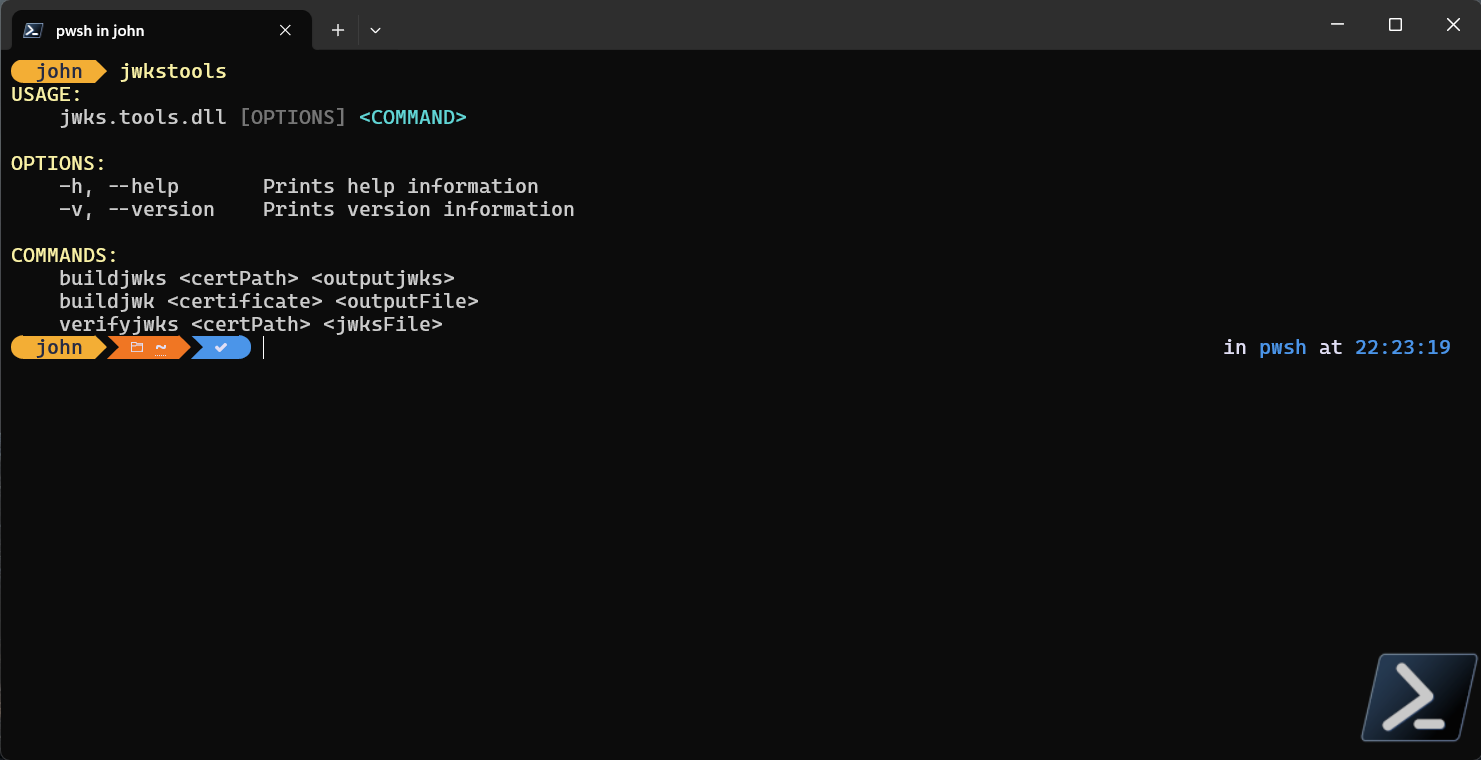 pwsh in john
john jwkstools
USAGE:
jwks.tools.dll [OPTIONS] <COMMAND>
OPTIONS:
-h, --help Prints help information
-v, --version Prints version information
COMMANDS:
buildjwks <certPath> <outputjwks>
buildjwk <certificate> <outputFile>
verifyjwks <certPath> <jwksFile>
john ~ in pwsh at 22:23:19